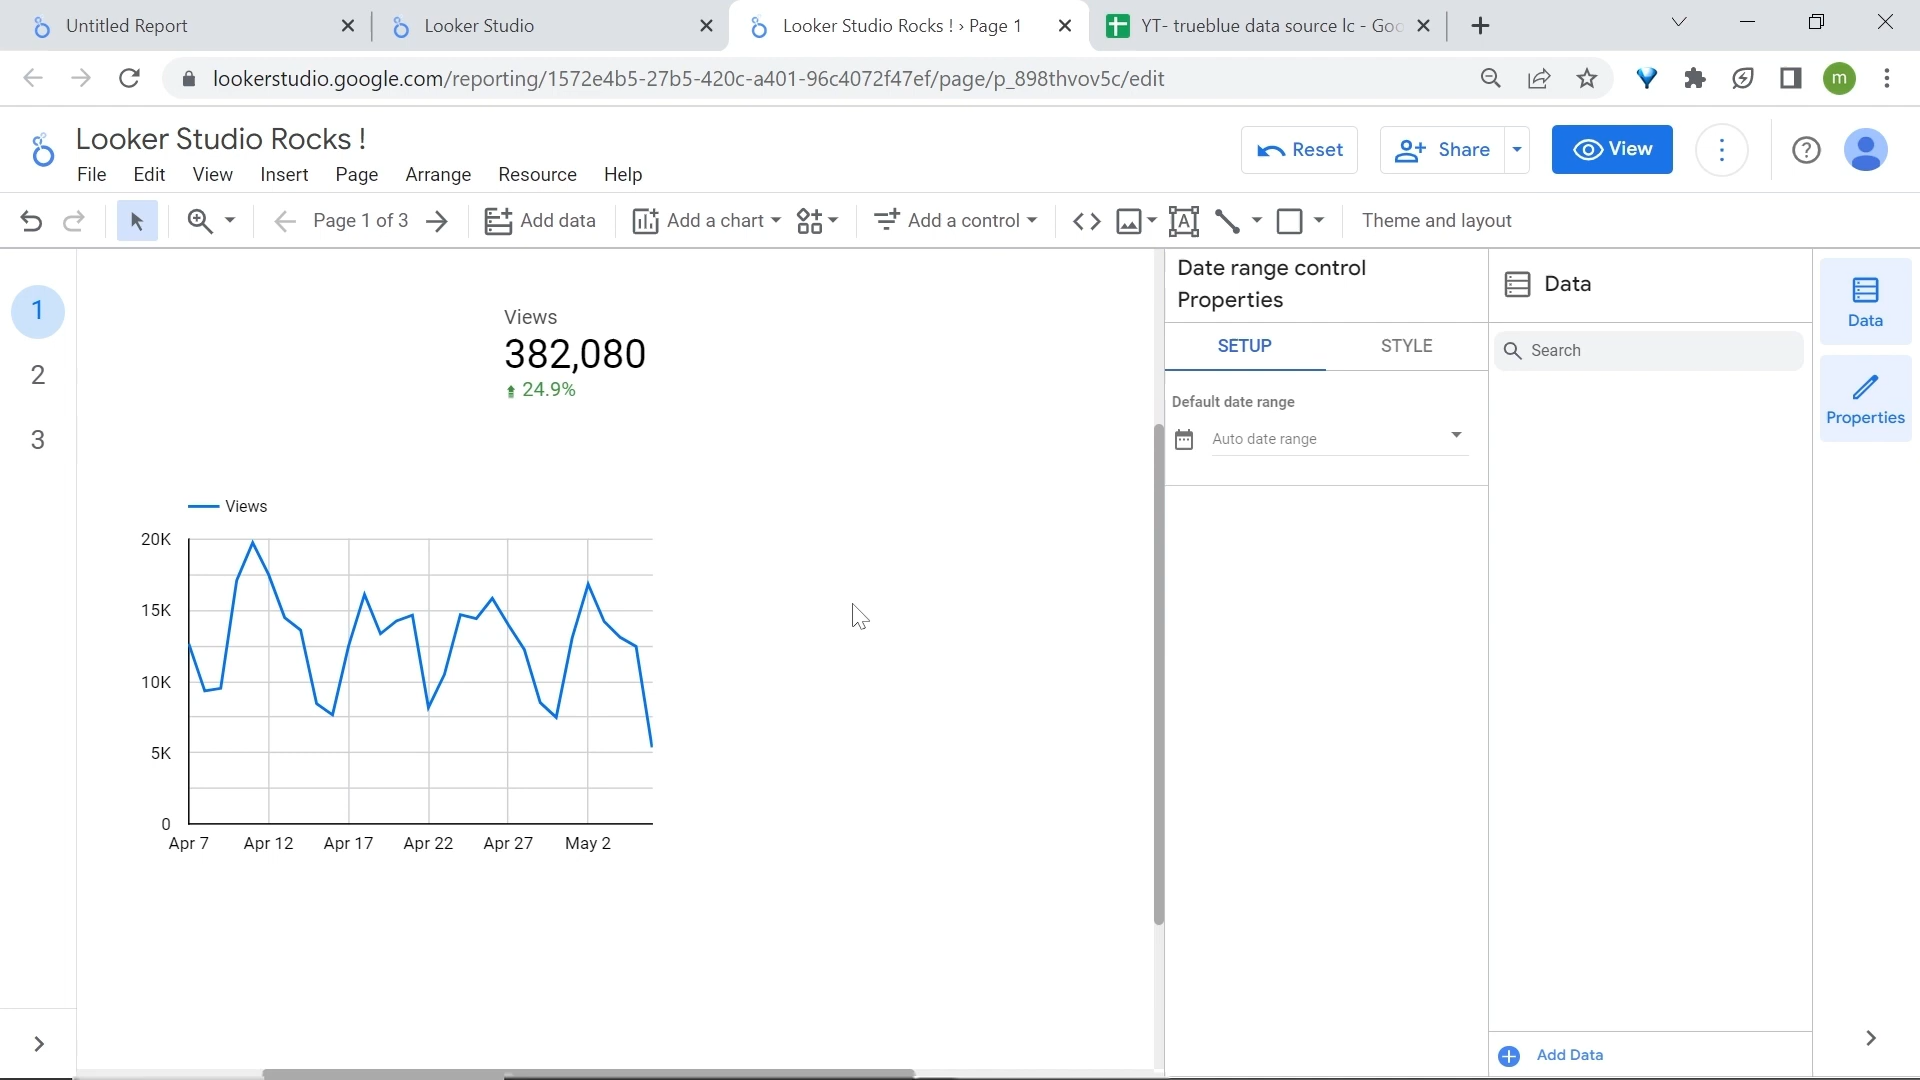 Untitled Report
Looker Studio
Looker Studio Rocks ! › Page 1
YT- trueblue data source lc - Goo
lookerstudio.google.com/reporting/1572e4b5-27b5-420c-a401-96c4072f47ef/page/p_898thvov5c/edit
m
Looker Studio Rocks !
File Edit View Insert Page Arrange Resource Help
Reset
Share
View
Page 1 of 3
Add data
Add a chart
Add a control
A
Theme and layout
1
2
3
Views
382,080
24.9%
Views
20K
15K
10K
5K
0
Apr 7 Apr 12 Apr 17 Apr 22 Apr 27 May 2
Date range control
Properties
SETUP STYLE
Default date range
Auto date range
Data
Search
Add Data
Data
Properties